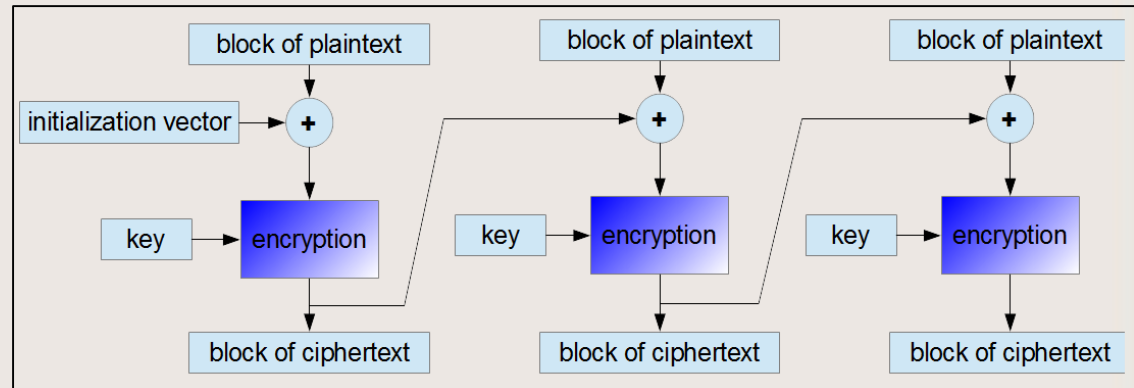 block of plaintext
block of plaintext
block of plaintext
initialization vector
+
+
+
key
encryption
key
encryption
key
encryption
block of ciphertext
block of ciphertext
block of ciphertext